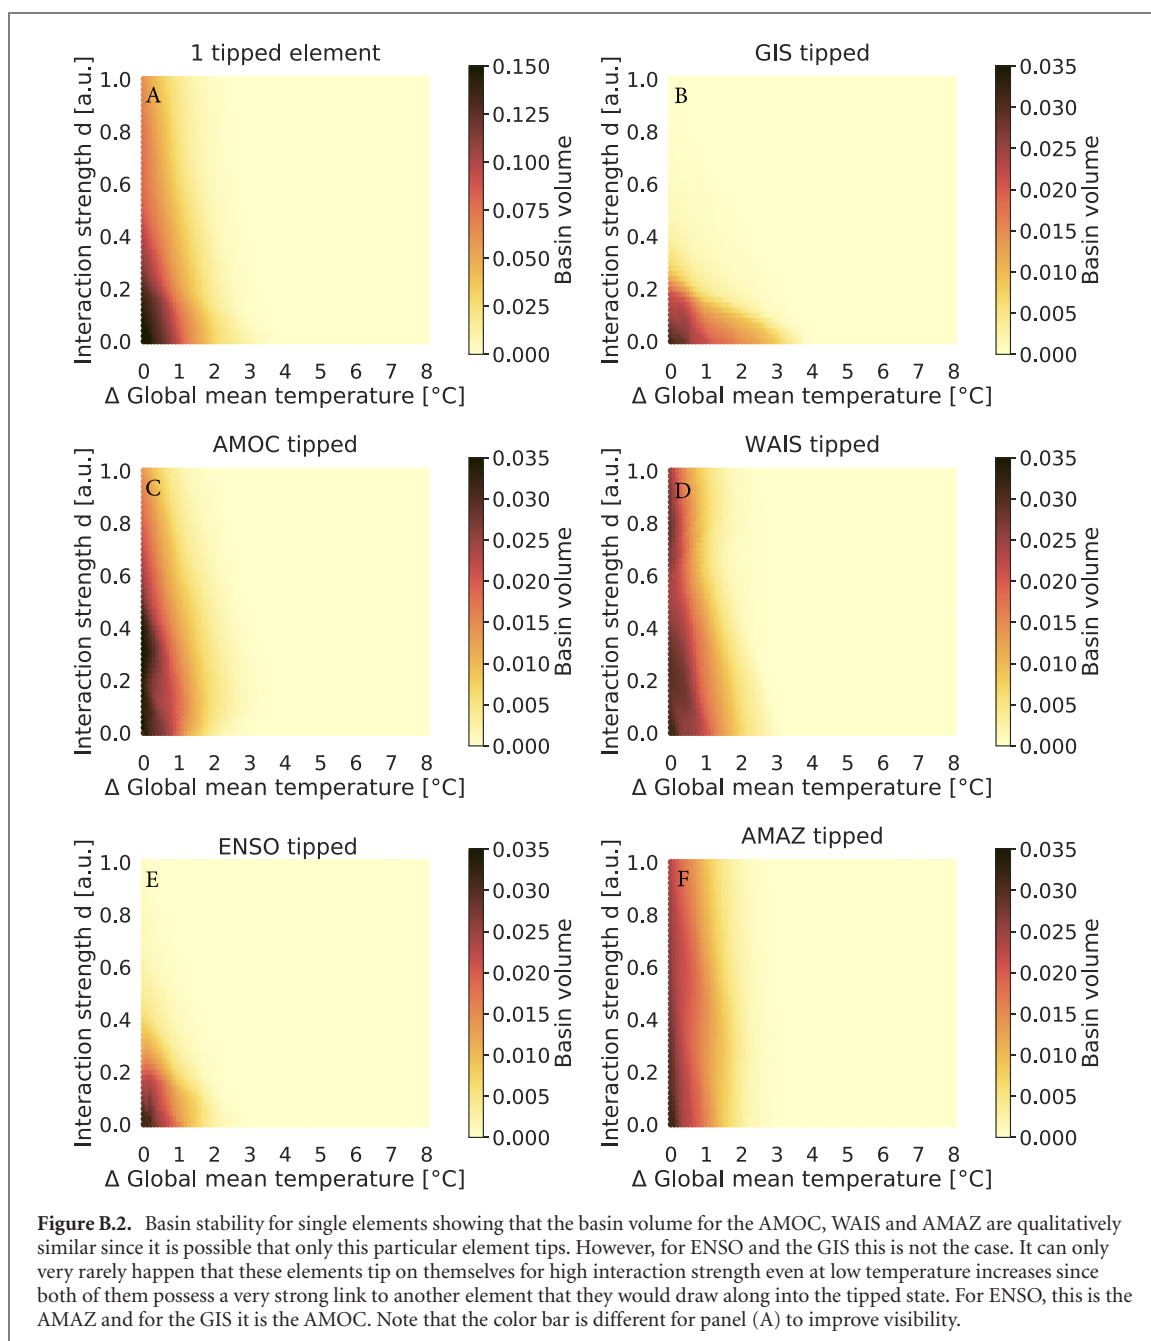 1 tipped element
A
Interaction strength d [a.u.]
1.0
0.8
0.6
0.4
0.2
0.0
0 1 2 3 4 5 6 7 8
Δ Global mean temperature [°C]
0.150
0.125
0.100
0.075
0.050
0.025
0.000
Basin volume
GIS tipped
B
Interaction strength d [a.u.]
1.0
0.8
0.6
0.4
0.2
0.0
0 1 2 3 4 5 6 7 8
Δ Global mean temperature [°C]
0.035
0.030
0.025
0.020
0.015
0.010
0.005
0.000
Basin volume
AMOC tipped
C
Interaction strength d [a.u.]
1.0
0.8
0.6
0.4
0.2
0.0
0 1 2 3 4 5 6 7 8
Δ Global mean temperature [°C]
0.035
0.030
0.025
0.020
0.015
0.010
0.005
0.000
Basin volume
WAIS tipped
D
Interaction strength d [a.u.]
1.0
0.8
0.6
0.4
0.2
0.0
0 1 2 3 4 5 6 7 8
Δ Global mean temperature [°C]
0.035
0.030
0.025
0.020
0.015
0.010
0.005
0.000
Basin volume
ENSO tipped
E
Interaction strength d [a.u.]
1.0
0.8
0.6
0.4
0.2
0.0
0 1 2 3 4 5 6 7 8
Δ Global mean temperature [°C]
0.035
0.030
0.025
0.020
0.015
0.010
0.005
0.000
Basin volume
AMAZ tipped
F
Interaction strength d [a.u.]
1.0
0.8
0.6
0.4
0.2
0.0
0 1 2 3 4 5 6 7 8
Δ Global mean temperature [°C]
0.035
0.030
0.025
0.020
0.015
0.010
0.005
0.000
Basin volume
Figure B.2. Basin stability for single elements showing that the basin volume for the AMOC, WAIS and AMAZ are qualitatively
similar since it is possible that only this particular element tips. However, for ENSO and the GIS this is not the case. It can only
very rarely happen that these elements tip on themselves for high interaction strength even at low temperature increases since
both of them possess a very strong link to another element that they would draw along into the tipped state. For ENSO, this is the
AMAZ and for the GIS it is the AMOC. Note that the color bar is different for panel (A) to improve visibility.